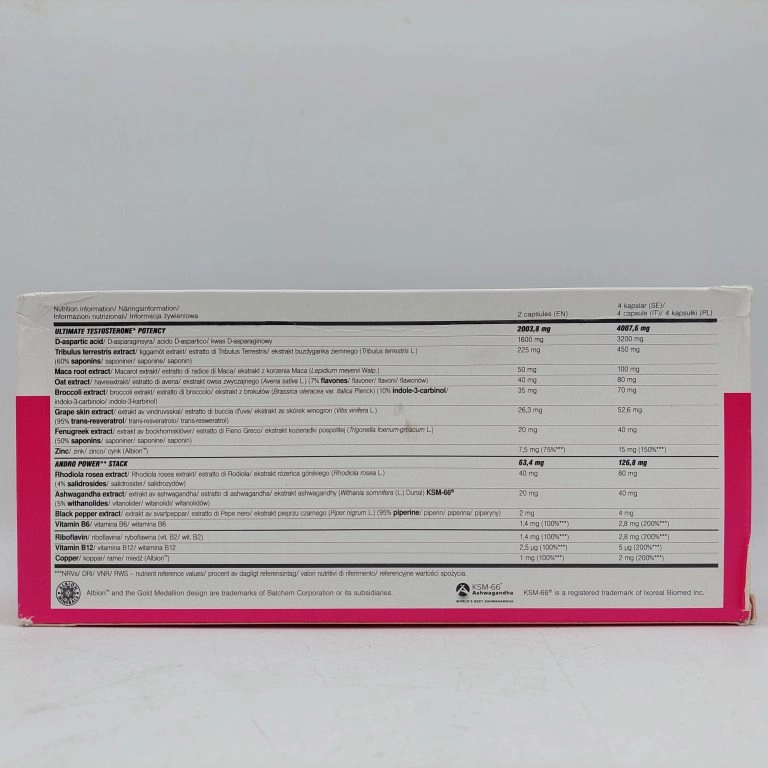 Nutrition information/ Näringsinformation/
Informazioni nutrizionali/ Informacja żywieniowa
2 capsules (EN)
4 kapslar (SE)/
4 capsule (IT)/ 4 kapsułki (PL)
ULTIMATE TESTOSTERONE* POTENCY 2003,8 mg 4007,6 mg
D-aspartic acid/ D-asparaginsyra/ acido D-aspartico/ kwas D-asparaginowy 1600 mg 3200 mg
Tribulus terrestris extract/ tiggarnöt extrakt/ estratto di Tribulus Terrestris/ ekstrakt buzdyganka ziemnego (Tribulus terrestris L.) 225 mg 450 mg
(60% saponins/ saponiner/ saponine/ saponin)
Maca root extract/ Macarot extrakt/ estratto di radice di Maca/ ekstrakt z korzenia Maca (Lepidium meyenii Walp.) 50 mg 100 mg
Oat extract/ havreextrakt/ estratto di avena/ ekstrakt owsa zwyczajnego (Avena sativa L.) (7% flavones/ flavoner/ flavoni/ flawonów) 40 mg 80 mg
Broccoli extract/ broccoli extrakt/ estratto di broccolo/ ekstrakt z brokułów (Brassica oleracea var. italica Plenck) (10% indole-3-carbinol/ 35 mg 70 mg
indolo-3-carbinolo/ indolo-3-karbinol)
Grape skin extract/ extrakt av vindruvsskal/ estratto di buccia d'uva/ ekstrakt ze skórek winogron (Vitis vinifera L.) 26,3 mg 52,6 mg
(95% trans-resveratrol/ trans-resveratrolo/ trans-resweratrol)
Fenugreek extract/ extrakt av bockhornsklöver/ estratto di Fieno Greco/ ekstrakt kozieradki pospolitej (Trigonella foenum-graecum L.) 20 mg 40 mg
(50% saponins/ saponiner/ saponine/ saponin)
Zinc/ zink/ zinco/ cynk (Albion™) 7,5 mg (75%***) 15 mg (150%***)
ANDRO POWER** STACK 63,4 mg 126,8 mg
Rhodiola rosea extract/ Rhodiola rosea extrakt/ estratto di Rodiola/ ekstrakt różeńca górskiego (Rhodiola rosea L.) 40 mg 80 mg
(4% salidrosides/ salidrosider/ salidrozydów)
Ashwagandha extract/ extrakt av ashwagandha/ estratto di ashwagandha/ ekstrakt ashwagandhy (Withania somnifera (L.) Dunal) KSM-66® 20 mg 40 mg
(5% withanolides/ vitanolider/ witanolidi/ witanolidów)
Black pepper extract/ extrakt av svartpeppar/ estratto di Pepe nero/ ekstrakt pieprzu czarnego (Piper nigrum L.) (95% piperine/ piperin/ piperina/ piperyny) 2 mg 4 mg
Vitamin B6/ vitamina B6/ witamina B6 1,4 mg (100%***) 2,8 mg (200%***)
Riboflavin/ riboflavina/ ryboflawina (vit. B2/ wit. B2) 1,4 mg (100%***) 2,8 mg (200%***)
Vitamin B12/ vitamina B12/ witamina B12 2,5 µg (100%***) 5 µg (200%***)
Copper/ koppar/ rame/ miedź (Albion™) 1 mg (100%***) 2 mg (200%***)
***NRVs/ DRI/ VNR/ RWS – nutrient reference values/ procent av dagligt referensintag/ valori nutritivi di riferimento/ referencyjne wartości spożycia.
Albion™ and the Gold Medallion design are trademarks of Balchem Corporation or its subsidiaries.
KSM-66®
Ashwagandha
WORLD'S BEST ASHWAGANDHA
KSM-66® is a registered trademark of Ixoreal Biomed Inc.